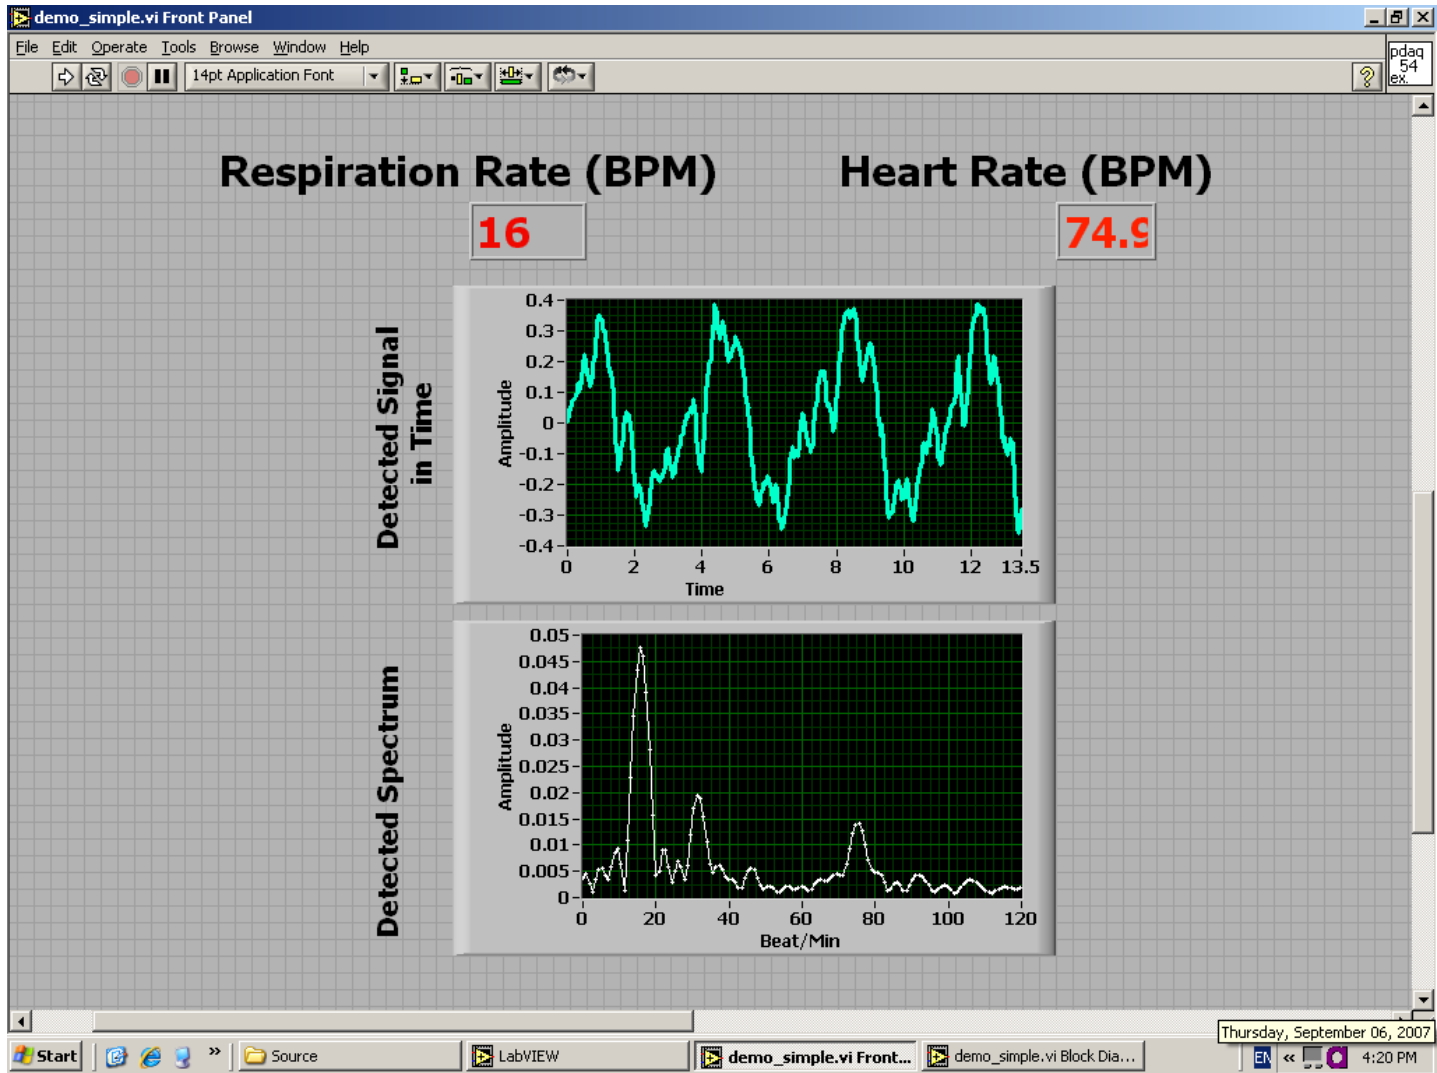 demo_simple.vi Front Panel
File Edit Operate Tools Browse Window Help
14pt Application Font
pdaq
54
ex.
Respiration Rate (BPM)
16
Heart Rate (BPM)
74.9
Detected Signal
in Time
Amplitude
0.4
0.3
0.2
0.1
0
-0.1
-0.2
-0.3
-0.4
0 2 4 6 8 10 12 13.5
Time
Detected Spectrum
Amplitude
0.05
0.045
0.04
0.035
0.03
0.025
0.02
0.015
0.01
0.005
0
0 20 40 60 80 100 120
Beat/Min
Thursday, September 06, 2007
Start
Source
LabVIEW
demo_simple.vi Front...
demo_simple.vi Block Dia...
EN
4:20 PM